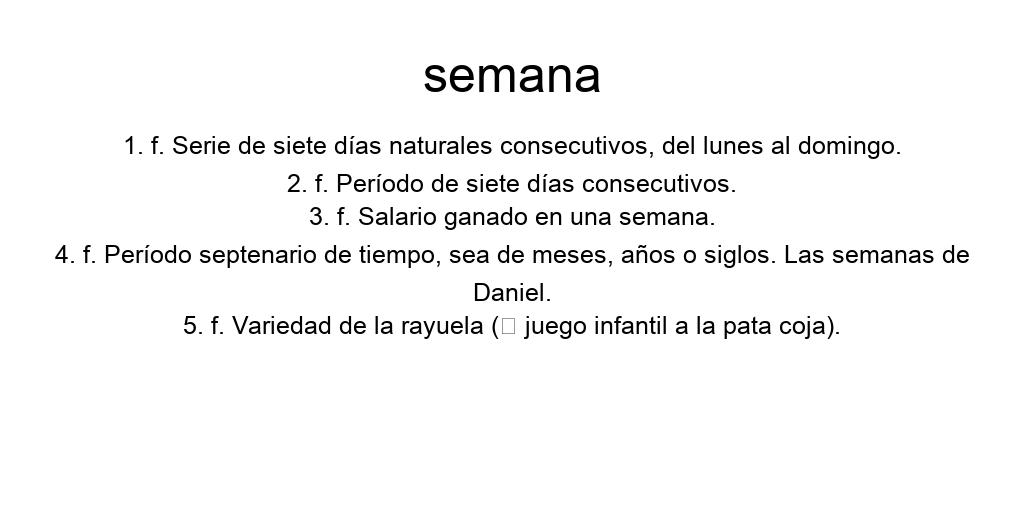 semana
1. f. Serie de siete días naturales consecutivos, del lunes al domingo.
2. f. Período de siete días consecutivos.
3. f. Salario ganado en una semana.
4. f. Período septenario de tiempo, sea de meses, años o siglos. Las semanas de
Daniel.
5. f. Variedad de la rayuela (▯ juego infantil a la pata coja).